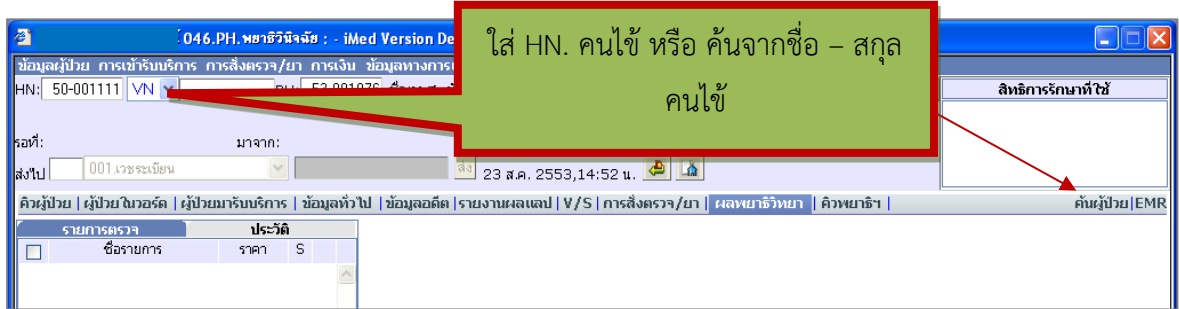 046.PH.พยาธิวินิจฉัย : - iMed Version De
ใส่ HN. คนไข้ หรือ ค้นจากชื่อ – สกุล
คนไข้
ข้อมูลผู้ป่วย การเข้ารับบริการ การสั่งตรวจ/ยา การเงิน
HN: 50-001111 VN
สิทธิการรักษาที่ใช้
รอที่: มาจาก:
ส่งไป 001.เวชระเบียน ส่ง 23 ส.ค. 2553,14:52 น.
คิวผู้ป่วย | ผู้ป่วยในวอร์ด | ผู้ป่วยมารับบริการ | ข้อมูลทั่วไป | ข้อมูลอดีต |รายงานผลแลป | V/S | การสั่งตรวจ/ยา | ผลพยาธิวิทยา | คิวพยาธิฯ | ค้นผู้ป่วย|EMR
รายการตรวจ ประวัติ
ชื่อรายการ ราคา S